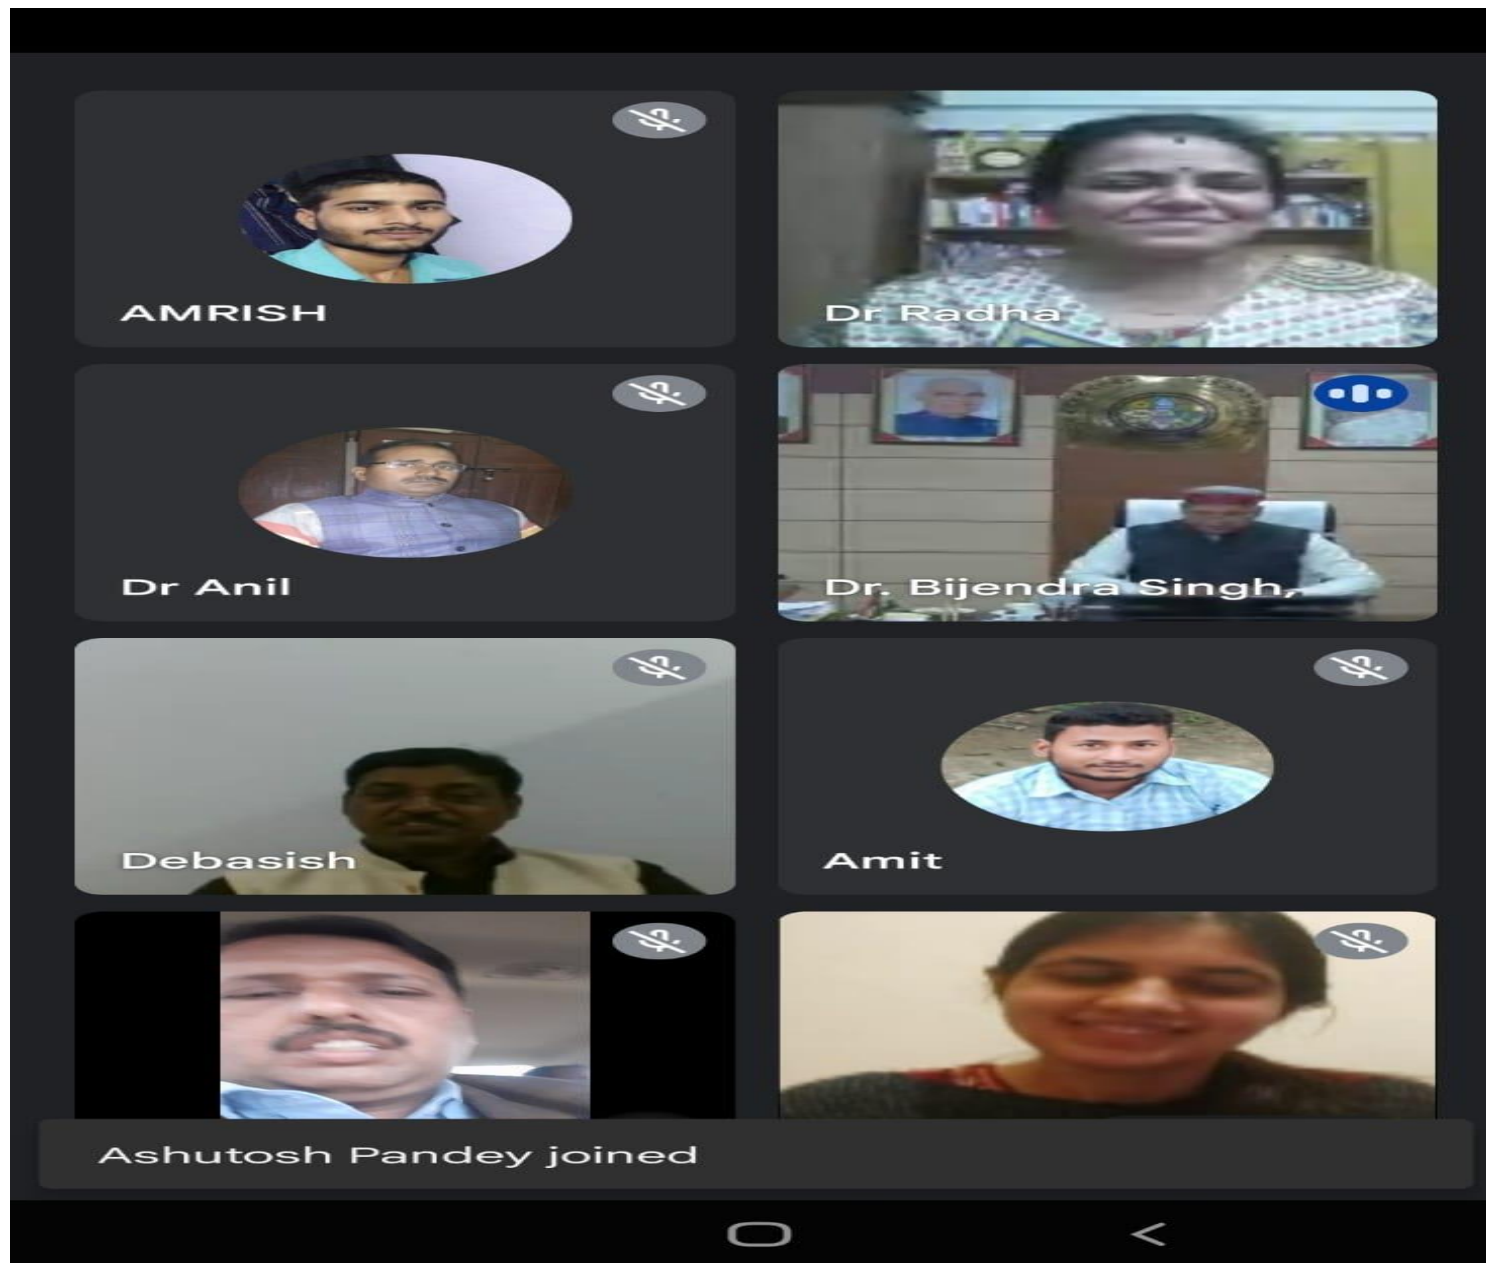 AMRISH
Dr Radha
Dr Anil
Dr. Bijendra Singh,
Debasish
Amit
Ashutosh Pandey joined